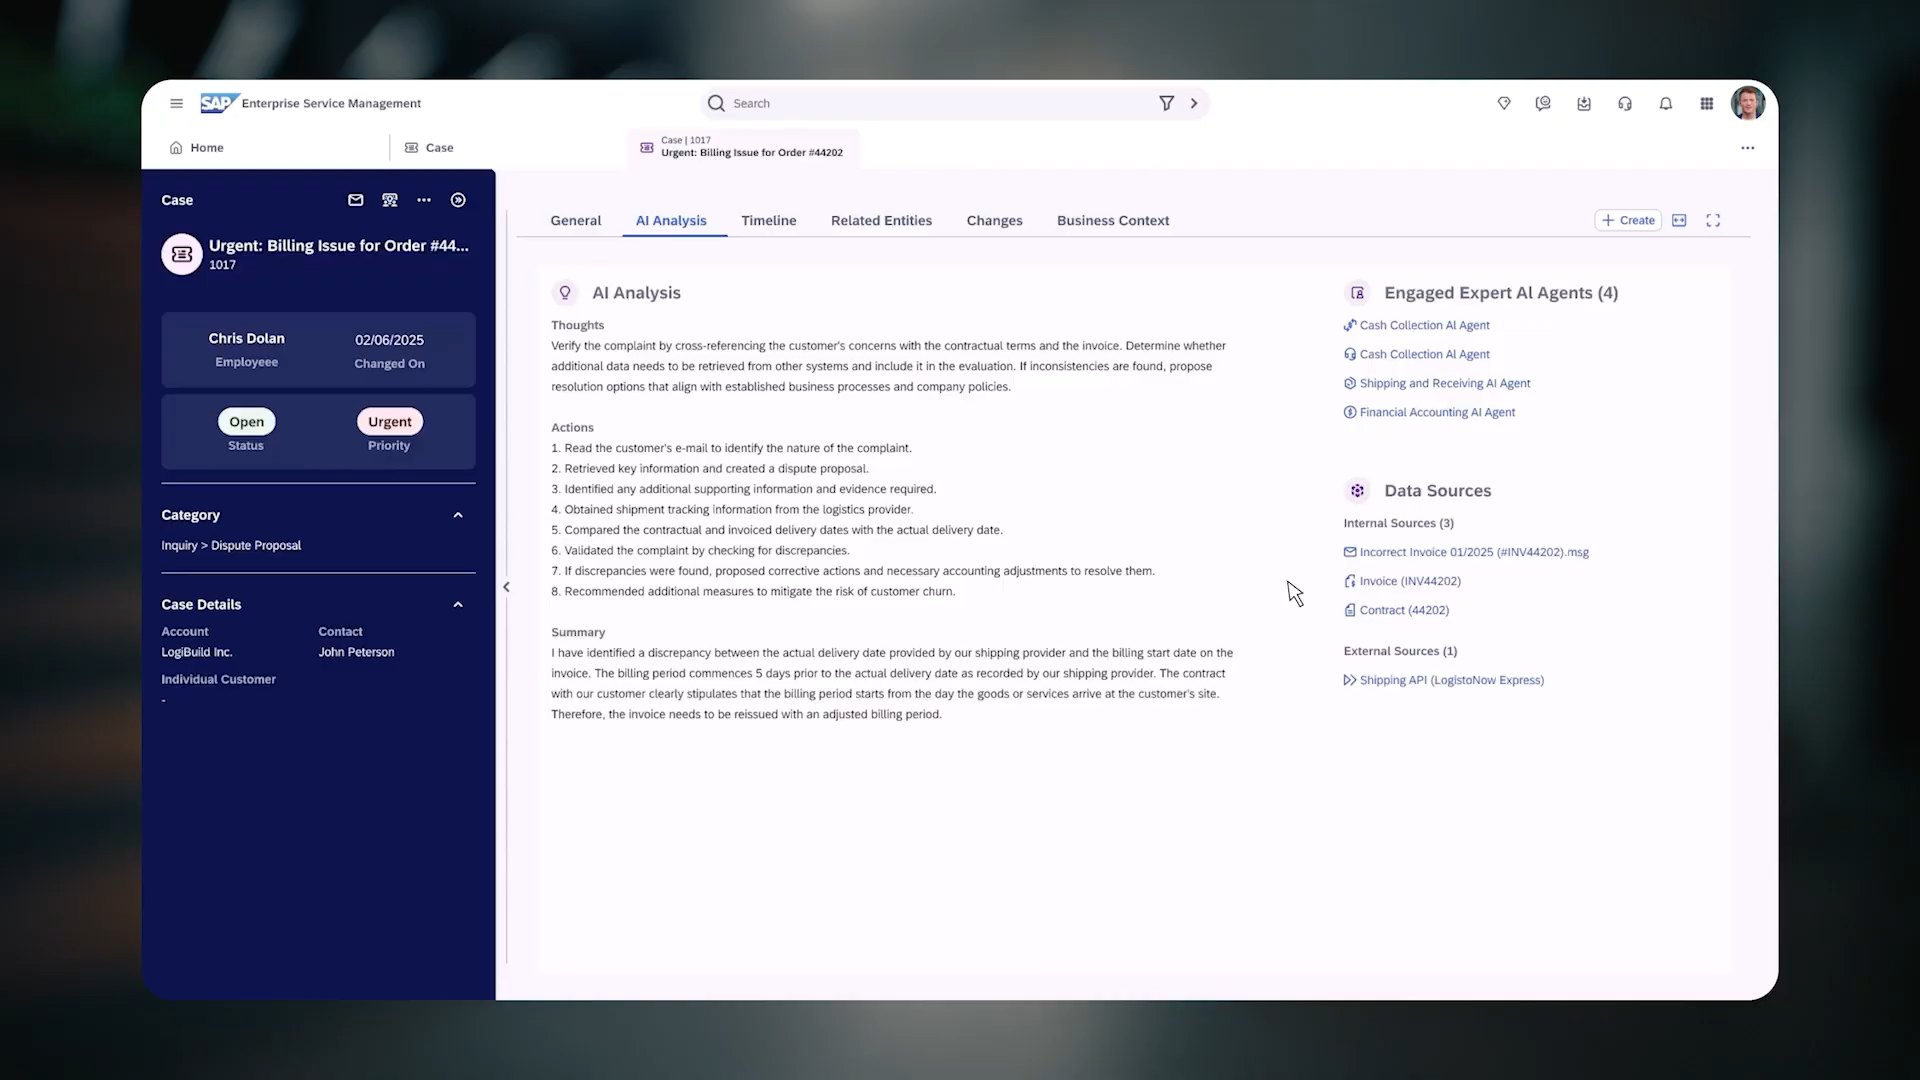 SAP Enterprise Service Management
Search
Home
Case
Case | 1017
Urgent: Billing Issue for Order #44202
Case
Urgent: Billing Issue for Order #44...
1017
Chris Dolan
Employeee
02/06/2025
Changed On
Open
Status
Urgent
Priority
Category
Inquiry > Dispute Proposal
Case Details
Account
LogiBuild Inc.
Contact
John Peterson
Individual Customer
-
General
AI Analysis
Timeline
Related Entities
Changes
Business Context
Create
AI Analysis
Thoughts
Verify the complaint by cross-referencing the customer's concerns with the contractual terms and the invoice. Determine whether
additional data needs to be retrieved from other systems and include it in the evaluation. If inconsistencies are found, propose
resolution options that align with established business processes and company policies.
Actions
1. Read the customer's e-mail to identify the nature of the complaint.
2. Retrieved key information and created a dispute proposal.
3. Identified any additional supporting information and evidence required.
4. Obtained shipment tracking information from the logistics provider.
5. Compared the contractual and invoiced delivery dates with the actual delivery date.
6. Validated the complaint by checking for discrepancies.
7. If discrepancies were found, proposed corrective actions and necessary accounting adjustments to resolve them.
8. Recommended additional measures to mitigate the risk of customer churn.
Summary
I have identified a discrepancy between the actual delivery date provided by our shipping provider and the billing start date on the
invoice. The billing period commences 5 days prior to the actual delivery date as recorded by our shipping provider. The contract
with our customer clearly stipulates that the billing period starts from the day the goods or services arrive at the customer's site.
Therefore, the invoice needs to be reissued with an adjusted billing period.
Engaged Expert AI Agents (4)
Cash Collection AI Agent
Cash Collection AI Agent
Shipping and Receiving AI Agent
Financial Accounting AI Agent
Data Sources
Internal Sources (3)
Incorrect Invoice 01/2025 (#INV44202).msg
Invoice (INV44202)
Contract (44202)
External Sources (1)
Shipping API (LogistoNow Express)